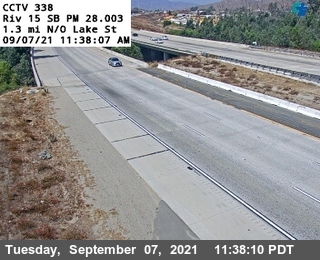 CCTV 338
Riv 15 SB PM 28.003
1.3 mi N/O Lake St
09/07/21 11:38:07 AM
Tuesday, September 07, 2021 11:38:10 PDT